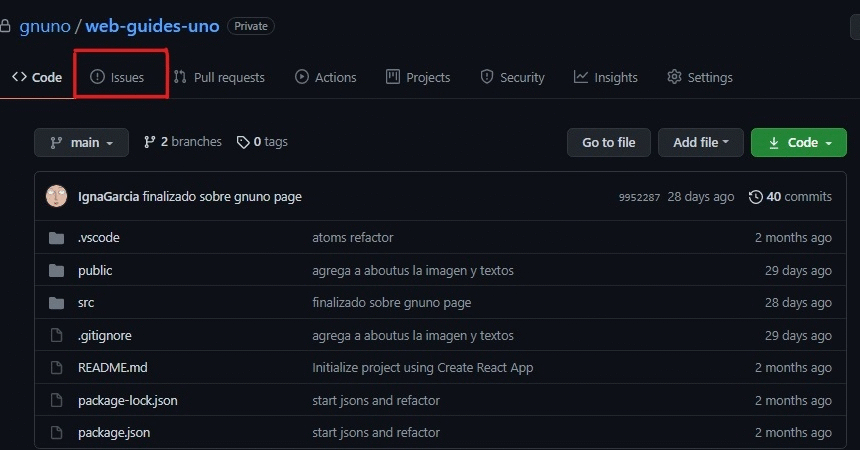 gnuno / web-guides-uno Private
Code Issues Pull requests Actions Projects Security Insights Settings
main 2 branches 0 tags Go to file Add file Code
IgnaGarcia finalizado sobre gnuno page 9952287 28 days ago 40 commits
.vscode atoms refactor 2 months ago
public agrega a aboutus la imagen y textos 29 days ago
src finalizado sobre gnuno page 28 days ago
.gitignore agrega a aboutus la imagen y textos 29 days ago
README.md Initialize project using Create React App 2 months ago
package-lock.json start jsons and refactor 2 months ago
package.json start jsons and refactor 2 months ago